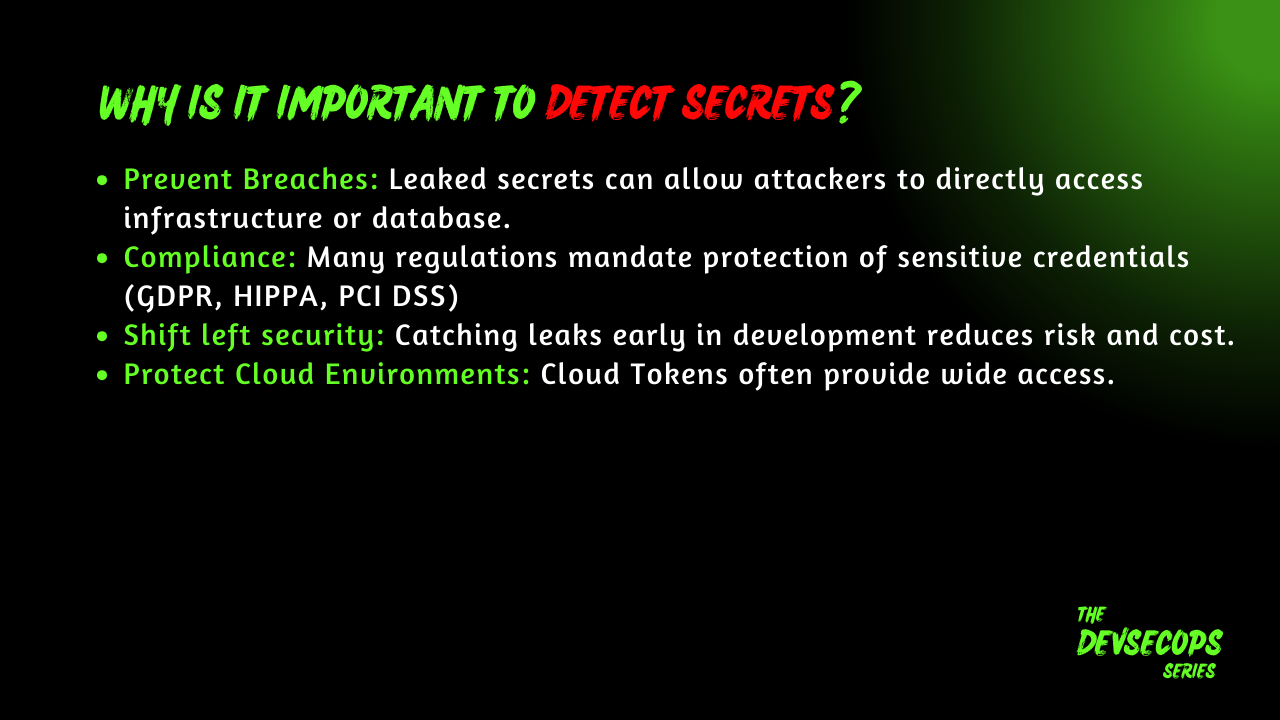 WHY IS IT IMPORTANT TO DETECT SECRETS?
• Prevent Breaches: Leaked secrets can allow attackers to directly access
infrastructure or database.
• Compliance: Many regulations mandate protection of sensitive credentials
(GDPR, HIPPA, PCI DSS)
• Shift left security: Catching leaks early in development reduces risk and cost.
• Protect Cloud Environments: Cloud Tokens often provide wide access.
THE
DEVSECOPS
SERIES